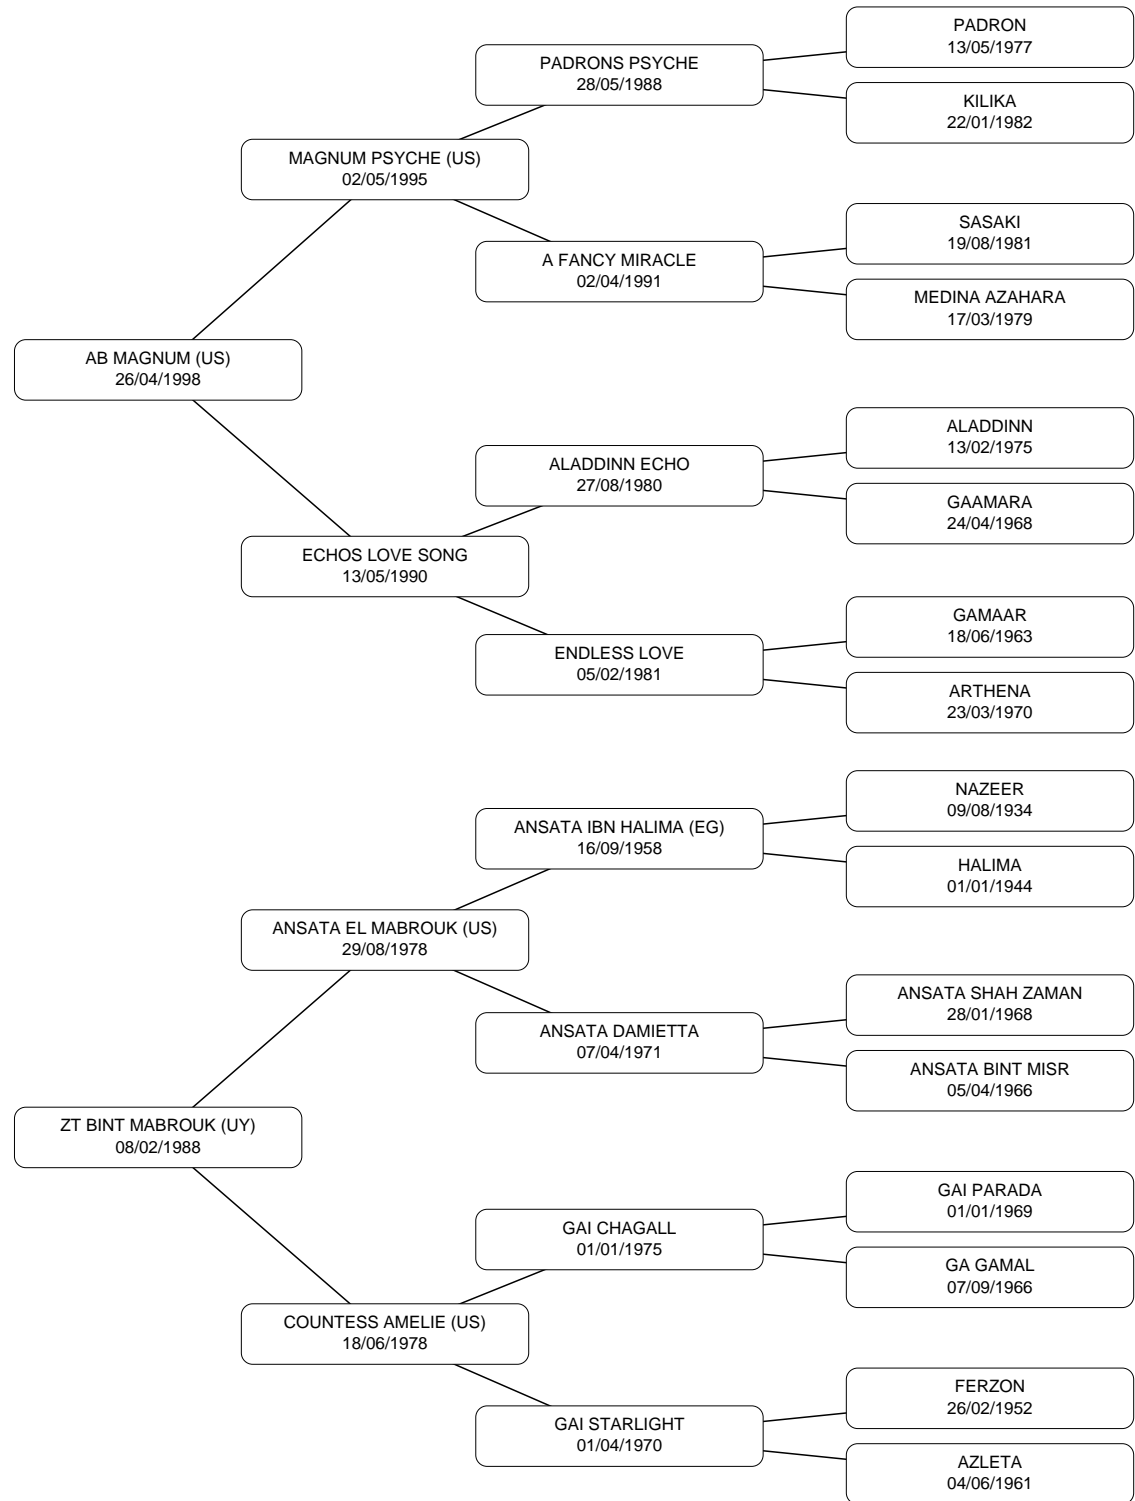 PADRON
13/05/1977
PADRONS PSYCHE
28/05/1988
KILIKA
22/01/1982
MAGNUM PSYCHE (US)
02/05/1995
SASAKI
19/08/1981
A FANCY MIRACLE
02/04/1991
MEDINA AZAHARA
17/03/1979
AB MAGNUM (US)
26/04/1998
ALADDINN
13/02/1975
ALADDINN ECHO
27/08/1980
GAAMARA
24/04/1968
ECHOS LOVE SONG
13/05/1990
GAMAAR
18/06/1963
ENDLESS LOVE
05/02/1981
ARTHENA
23/03/1970
NAZEER
09/08/1934
ANSATA IBN HALIMA (EG)
16/09/1958
HALIMA
01/01/1944
ANSATA EL MABROUK (US)
29/08/1978
ANSATA SHAH ZAMAN
28/01/1968
ANSATA DAMIETTA
07/04/1971
ANSATA BINT MISR
05/04/1966
ZT BINT MABROUK (UY)
08/02/1988
GAI PARADA
01/01/1969
GAI CHAGALL
01/01/1975
GA GAMAL
07/09/1966
COUNTESS AMELIE (US)
18/06/1978
FERZON
26/02/1952
GAI STARLIGHT
01/04/1970
AZLETA
04/06/1961